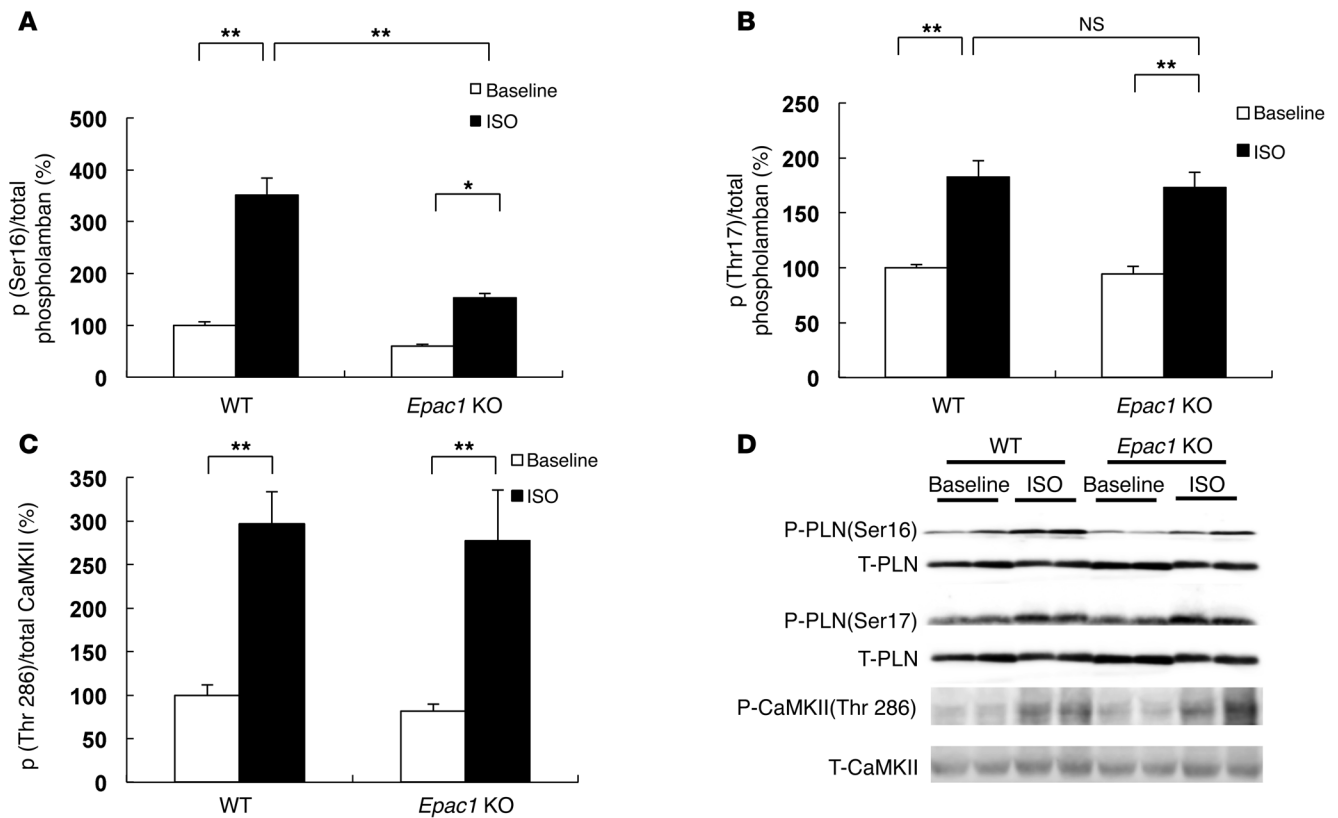 A
**
**
Baseline
ISO
*
p (Ser16)/total
phospholamban (%)
500
400
300
200
100
0
WT
Epac1 KO
B
**
NS
**
Baseline
ISO
p (Thr17)/total
phospholamban (%)
250
200
150
100
50
0
WT
Epac1 KO
C
**
**
Baseline
ISO
p (Thr 286)/total CaMKII (%)
350
300
250
200
150
100
50
0
WT
Epac1 KO
D
WT
Epac1 KO
Baseline ISO Baseline ISO
P-PLN(Ser16)
T-PLN
P-PLN(Ser17)
T-PLN
P-CaMKII(Thr 286)
T-CaMKII